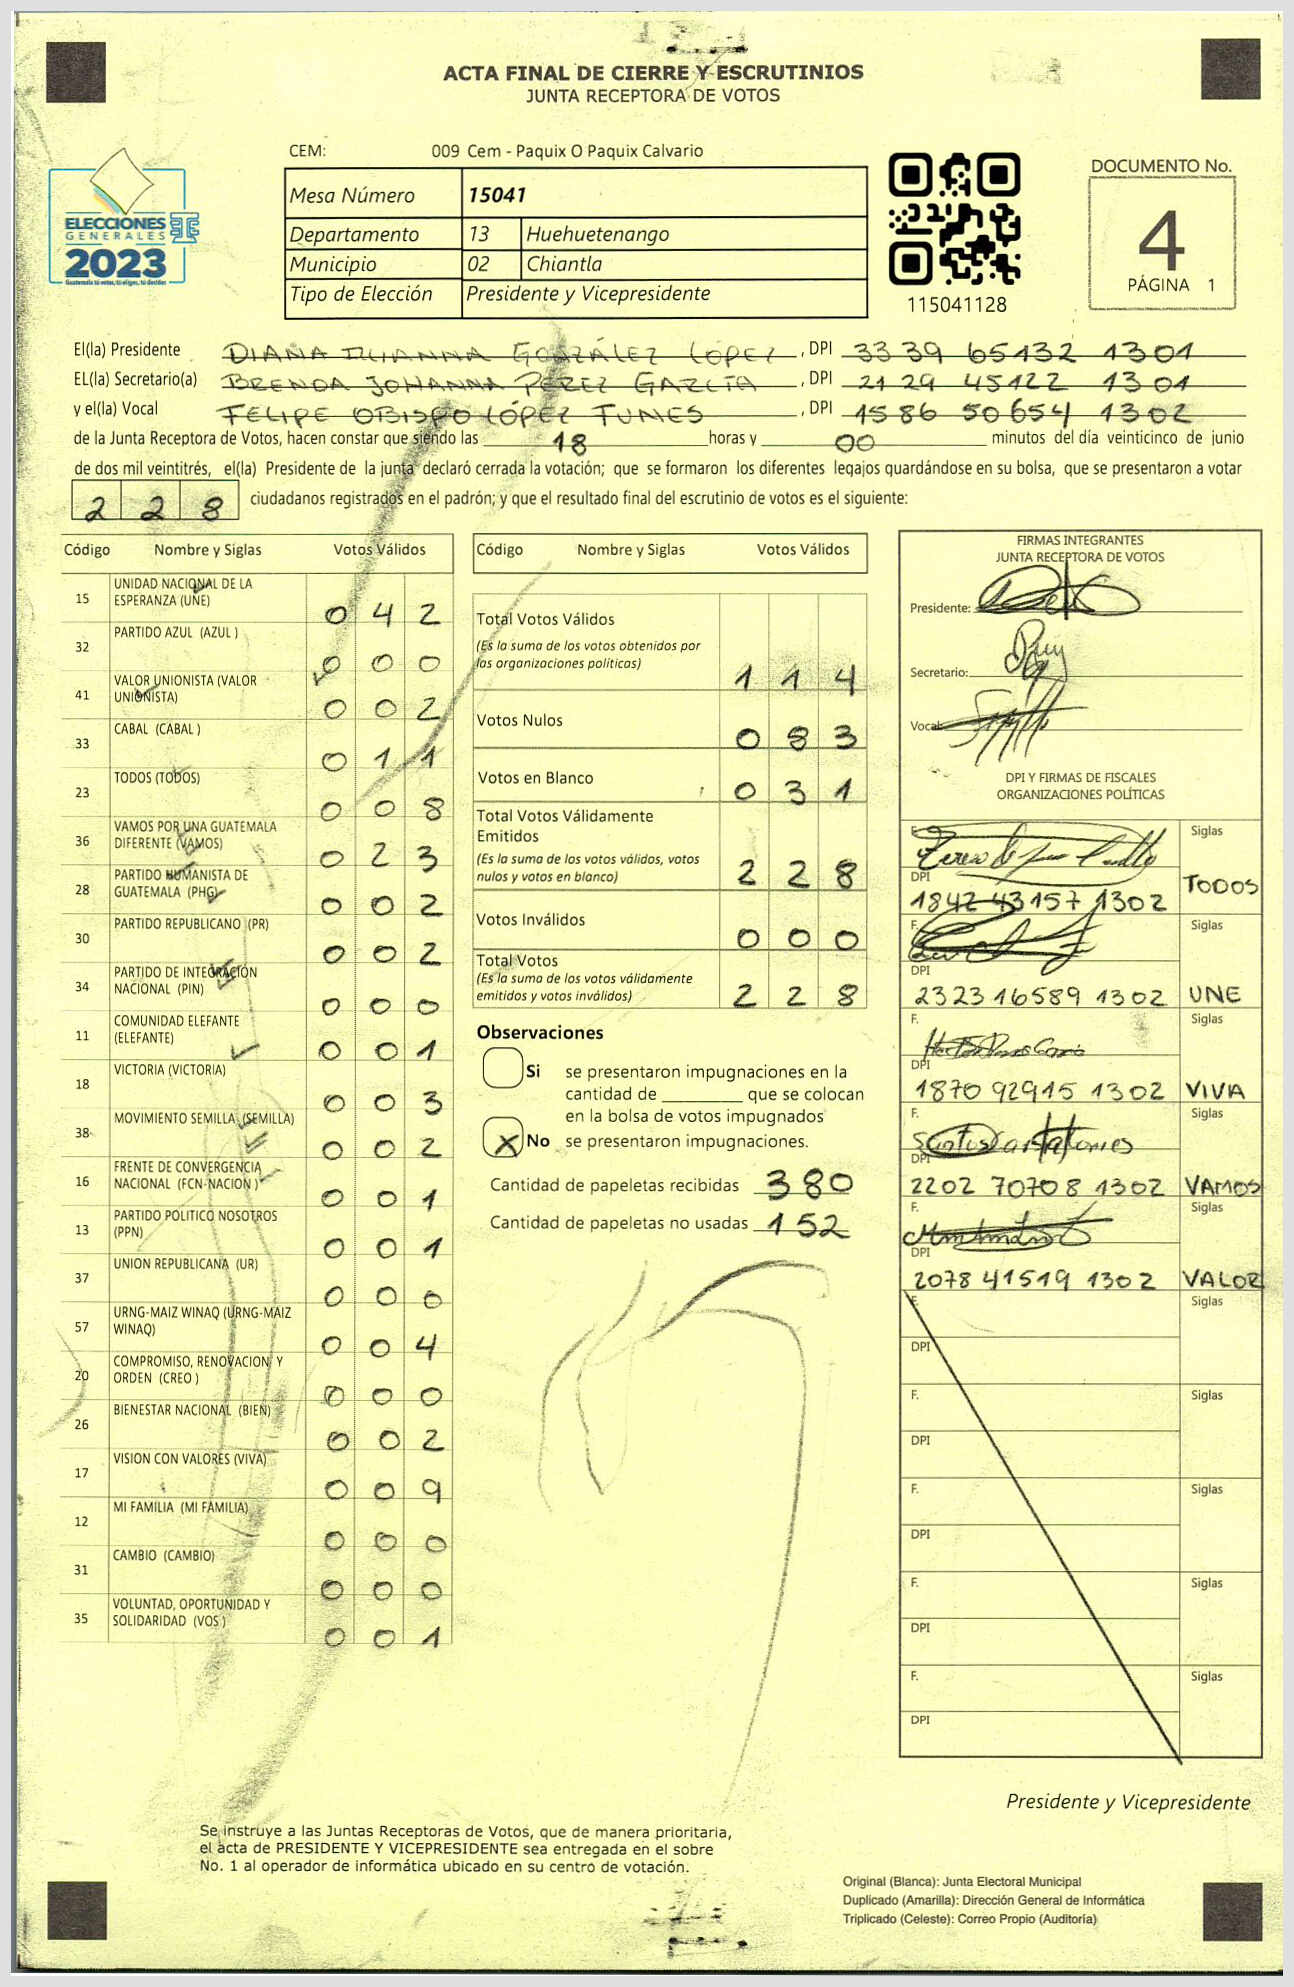 ACTA FINAL DE CIERRE Y ESCRUTINIOS
JUNTA RECEPTORA DE VOTOS
CEM: 009 Cem - Paquix O Paquix Calvario
Mesa Número 15041
Departamento 13 Huehuetenango
Municipio 02 Chiantla
Tipo de Elección Presidente y Vicepresidente
ELECCIONES
GENERALES
2023
115041128
DOCUMENTO No.
4
PÁGINA 1
El(la) Presidente DIANA GONZÁLEZ LÓPEZ, DPI 3339 65132 1301
EL(la) Secretario(a) BRENDA JOHANNA PÉREZ GARCÍA, DPI 2129 45122 1301
y el(la) Vocal FELIPE OBISPO LÓPEZ FUNES, DPI 1586 50654 1302
de la Junta Receptora de Votos, hacen constar que siendo las 18 horas y 00 minutos del día veinticinco de junio
de dos mil veintitrés, el(la) Presidente de la junta declaró cerrada la votación; que se formaron los diferentes legajos guardándose en su bolsa, que se presentaron a votar
228 ciudadanos registrados en el padrón; y que el resultado final del escrutinio de votos es el siguiente:
Código Nombre y Siglas Votos Válidos
15 UNIDAD NACIONAL DE LA
ESPERANZA (UNE) 0 4 2
32 PARTIDO AZUL (AZUL ) 0 0 0
41 VALOR UNIONISTA (VALOR
UNIONISTA) 0 0 2
33 CABAL (CABAL ) 0 1 1
23 TODOS (TODOS) 0 0 8
36 VAMOS POR UNA GUATEMALA
DIFERENTE (VAMOS) 0 2 3
28 PARTIDO HUMANISTA DE
GUATEMALA (PHG) 0 0 2
30 PARTIDO REPUBLICANO (PR) 0 0 2
34 PARTIDO DE INTEGRACIÓN
NACIONAL (PIN) 0 0 0
11 COMUNIDAD ELEFANTE
(ELEFANTE) 0 0 1
18 VICTORIA (VICTORIA) 0 0 3
38 MOVIMIENTO SEMILLA (SEMILLA) 0 0 2
16 FRENTE DE CONVERGENCIA
NACIONAL (FCN-NACION ) 0 0 1
13 PARTIDO POLITICO NOSOTROS
(PPN) 0 0 1
37 UNION REPUBLICANA (UR) 0 0 0
57 URNG-MAIZ WINAQ (URNG-MAIZ
WINAQ) 0 0 4
20 COMPROMISO, RENOVACION Y
ORDEN (CREO ) 0 0 0
26 BIENESTAR NACIONAL (BIEN) 0 0 2
17 VISION CON VALORES (VIVA) 0 0 9
12 MI FAMILIA (MI FAMILIA) 0 0 0
31 CAMBIO (CAMBIO) 0 0 0
35 VOLUNTAD, OPORTUNIDAD Y
SOLIDARIDAD (VOS ) 0 0 1
Código Nombre y Siglas Votos Válidos
Total Votos Válidos
(Es la suma de los votos obtenidos por
las organizaciones políticas) 1 1 4
Votos Nulos 0 8 3
Votos en Blanco 0 3 1
Total Votos Válidamente
Emitidos
(Es la suma de los votos válidos, votos
nulos y votos en blanco) 2 2 8
Votos Inválidos 0 0 0
Total Votos
(Es la suma de los votos válidamente
emitidos y votos inválidos) 2 2 8
Observaciones
Si se presentaron impugnaciones en la
cantidad de ________ que se colocan
en la bolsa de votos impugnados
X No se presentaron impugnaciones.
Cantidad de papeletas recibidas 380
Cantidad de papeletas no usadas 152
FIRMAS INTEGRANTES
JUNTA RECEPTORA DE VOTOS
Presidente:
Secretario:
Vocal:
DPI Y FIRMAS DE FISCALES
ORGANIZACIONES POLÍTICAS
F. Siglas
DPI 1842 43157 1302 TODOS
F. Siglas
DPI 2323 16589 1302 UNE
F. Siglas
DPI 1870 92915 1302 VIVA
F. Siglas
DPI 2202 70708 1302 VAMOS
F. Siglas
DPI 2078 41519 1302 VALOR
F. Siglas
DPI
F. Siglas
DPI
F. Siglas
DPI
F. Siglas
DPI
F. Siglas
DPI
Presidente y Vicepresidente
Se instruye a las Juntas Receptoras de Votos, que de manera prioritaria,
el acta de PRESIDENTE Y VICEPRESIDENTE sea entregada en el sobre
No. 1 al operador de informática ubicado en su centro de votación.
Original (Blanca): Junta Electoral Municipal
Duplicado (Amarilla): Dirección General de Informática
Triplicado (Celeste): Correo Propio (Auditoría)